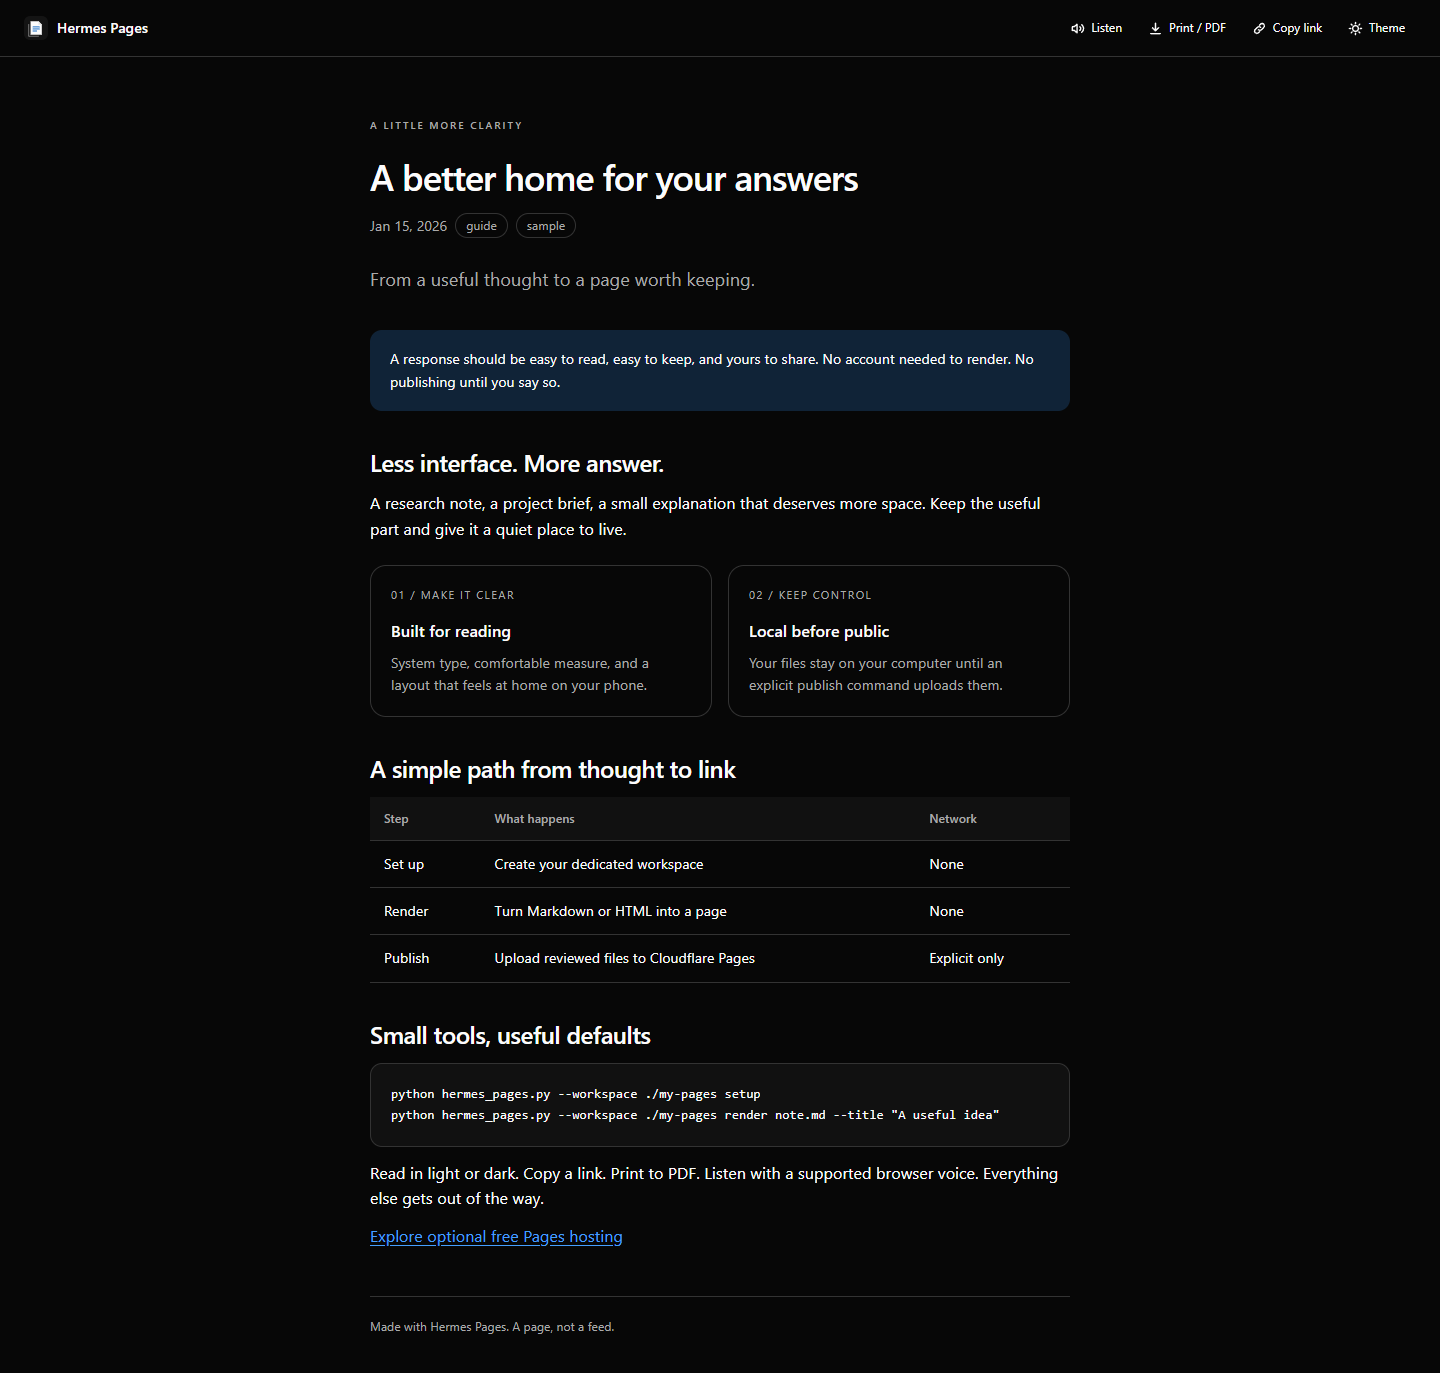 Hermes Pages
Listen
Print / PDF
Copy link
Theme
A LITTLE MORE CLARITY
A better home for your answers
Jan 15, 2026 guide sample
From a useful thought to a page worth keeping.
A response should be easy to read, easy to keep, and yours to share. No account needed to render. No
publishing until you say so.
Less interface. More answer.
A research note, a project brief, a small explanation that deserves more space. Keep the useful
part and give it a quiet place to live.
01 / MAKE IT CLEAR
Built for reading
System type, comfortable measure, and a
layout that feels at home on your phone.
02 / KEEP CONTROL
Local before public
Your files stay on your computer until an
explicit publish command uploads them.
A simple path from thought to link
Step What happens Network
Set up Create your dedicated workspace None
Render Turn Markdown or HTML into a page None
Publish Upload reviewed files to Cloudflare Pages Explicit only
Small tools, useful defaults
python hermes_pages.py --workspace ./my-pages setup
python hermes_pages.py --workspace ./my-pages render note.md --title "A useful idea"
Read in light or dark. Copy a link. Print to PDF. Listen with a supported browser voice. Everything
else gets out of the way.
Explore optional free Pages hosting
Made with Hermes Pages. A page, not a feed.